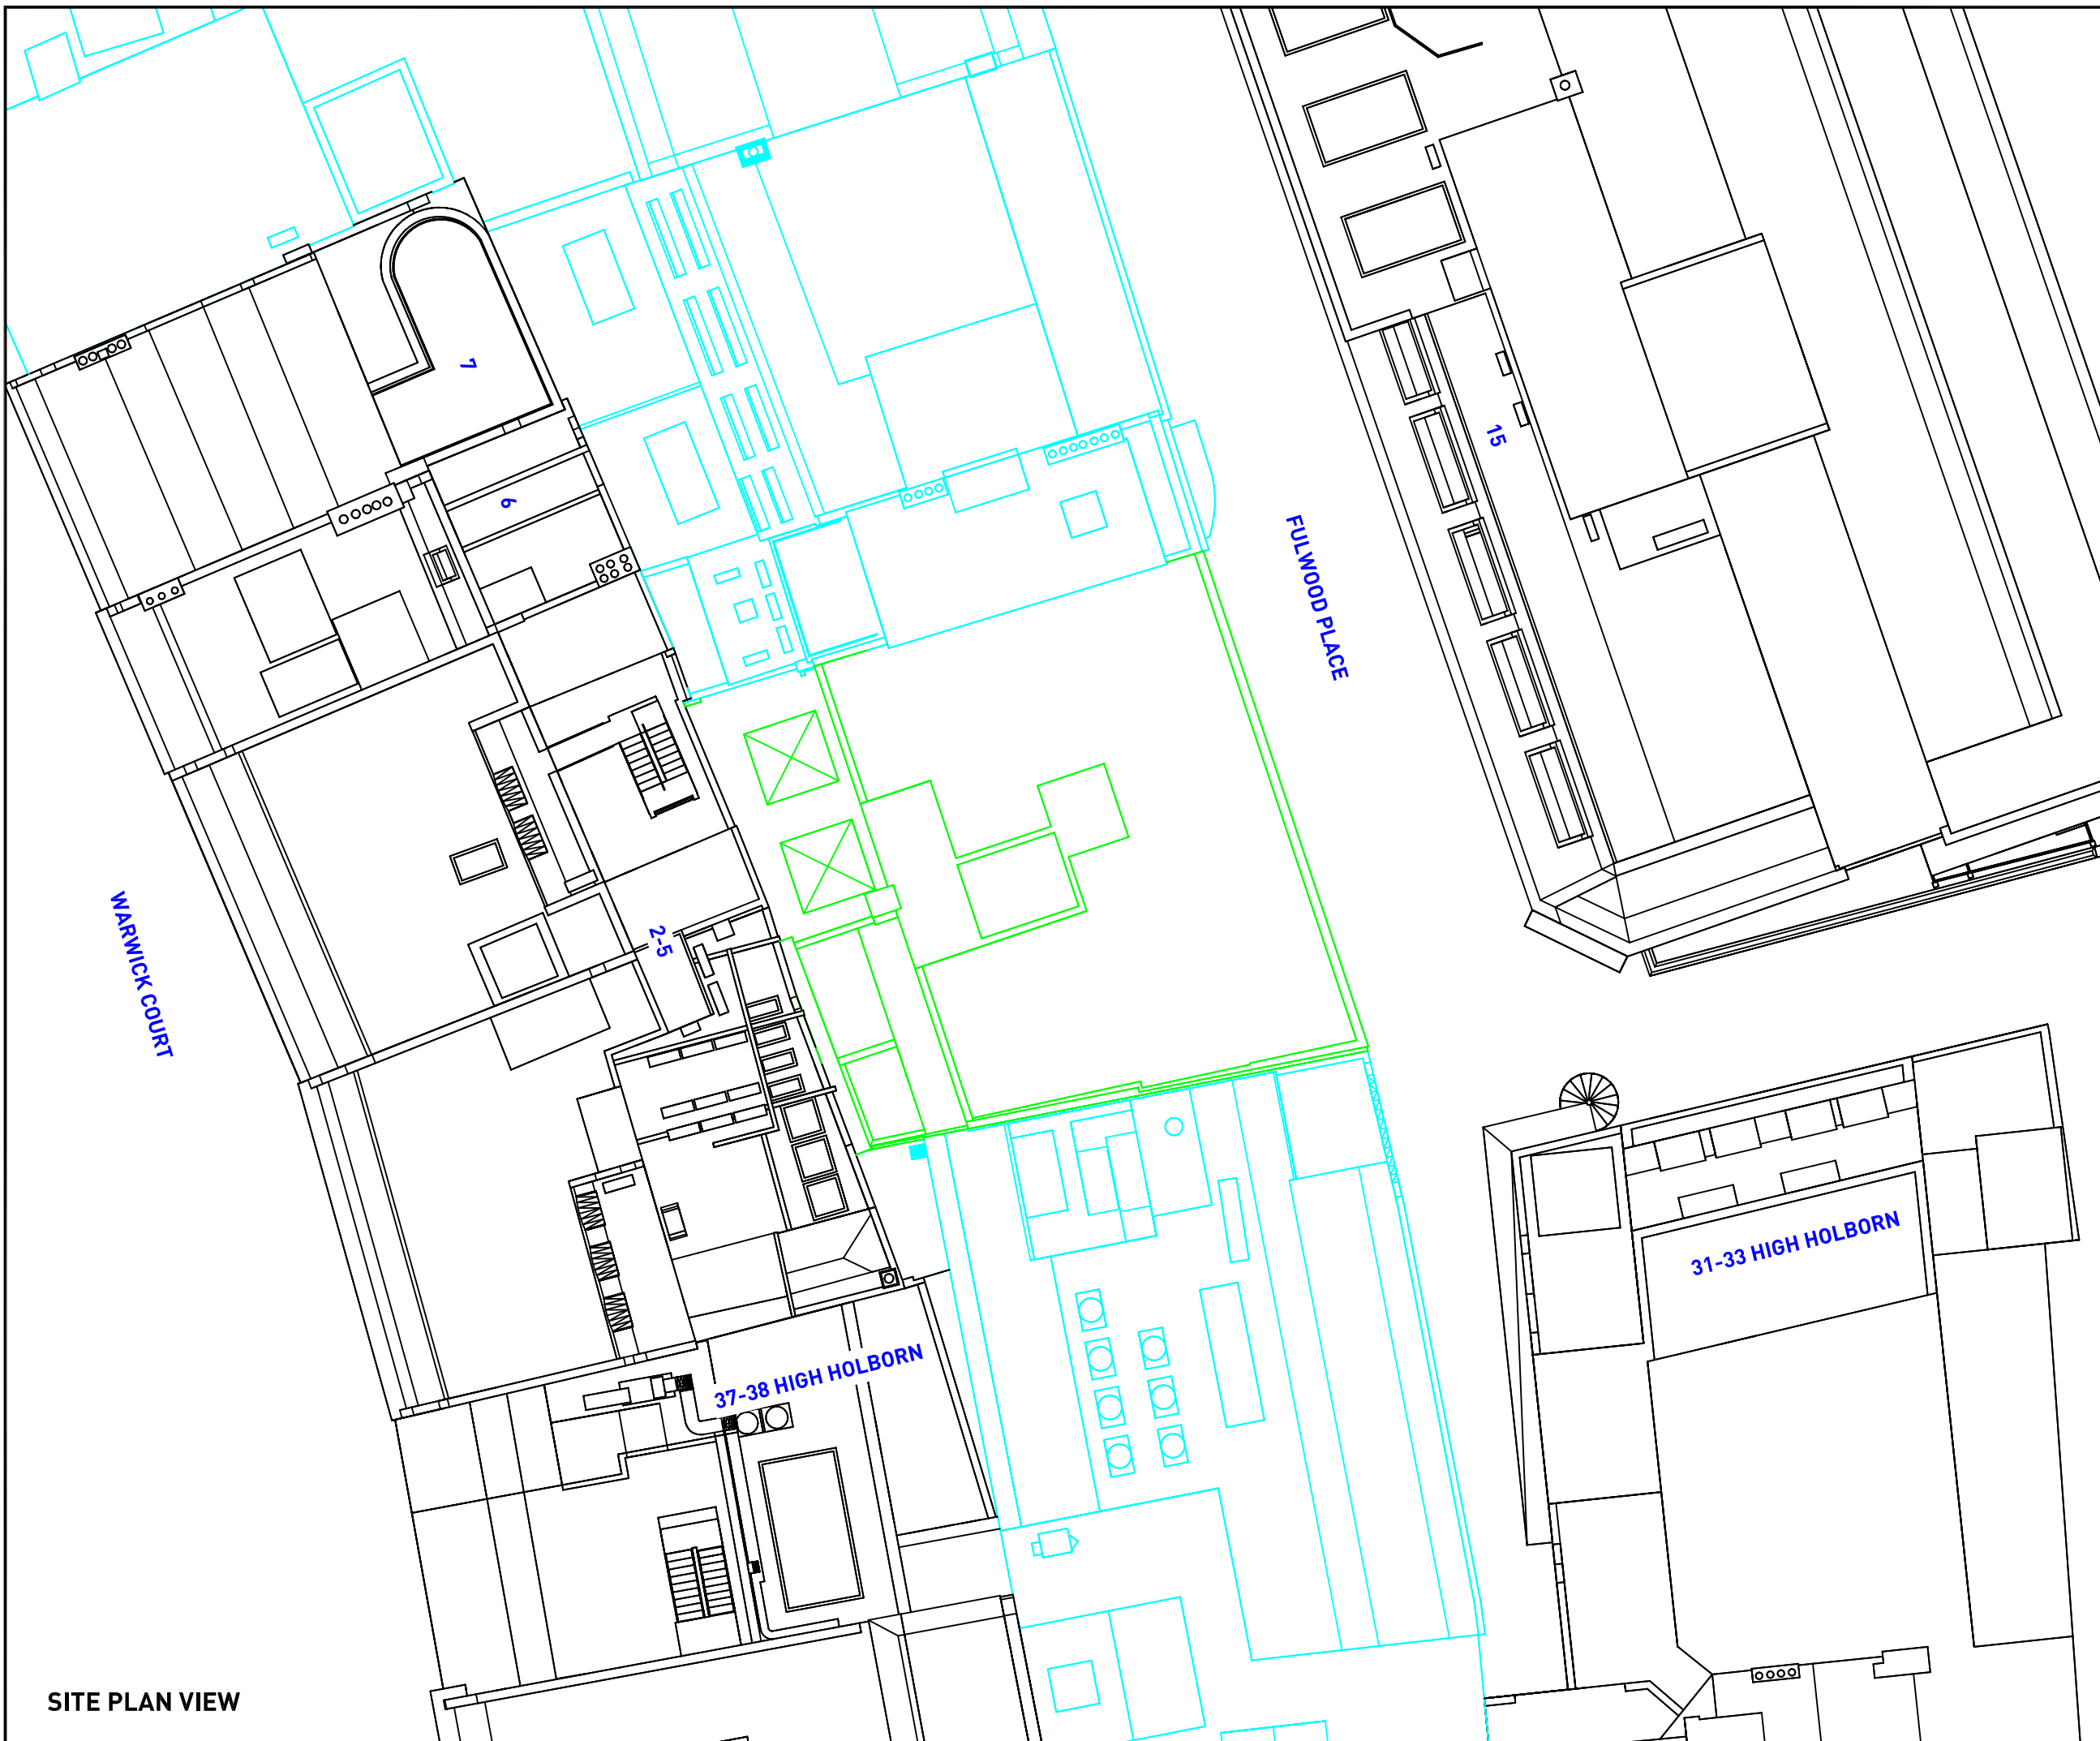 7
15
6
FULWOOD PLACE
WARWICK COURT
2-5
31-33 HIGH HOLBORN
37-38 HIGH HOLBORN
SITE PLAN VIEW